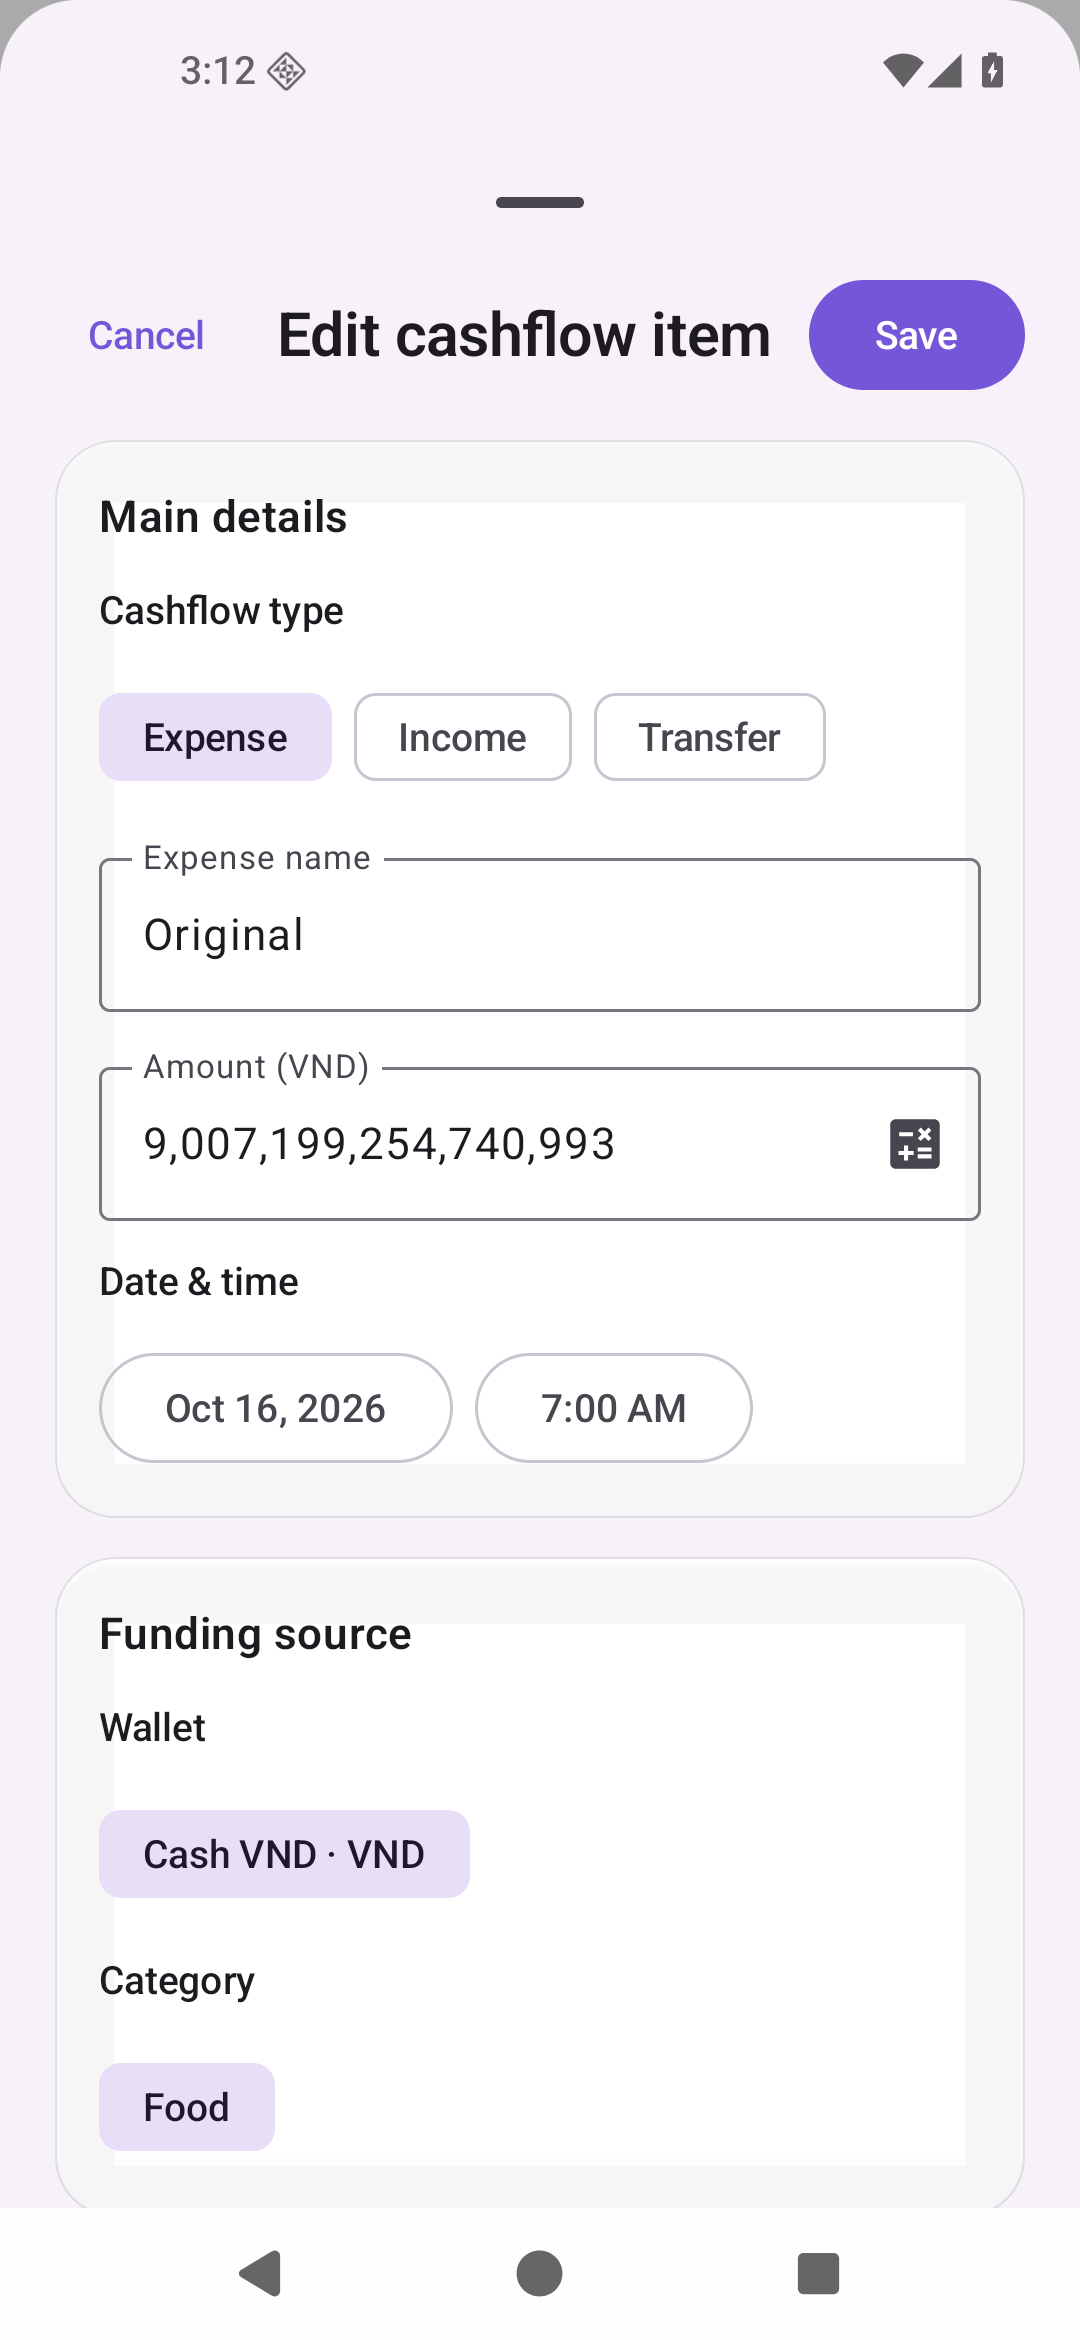 3:12
Cancel
Edit cashflow item
Save
Main details
Cashflow type
Expense
Income
Transfer
Expense name
Original
Amount (VND)
9,007,199,254,740,993
Date & time
Oct 16, 2026
7:00 AM
Funding source
Wallet
Cash VND · VND
Category
Food